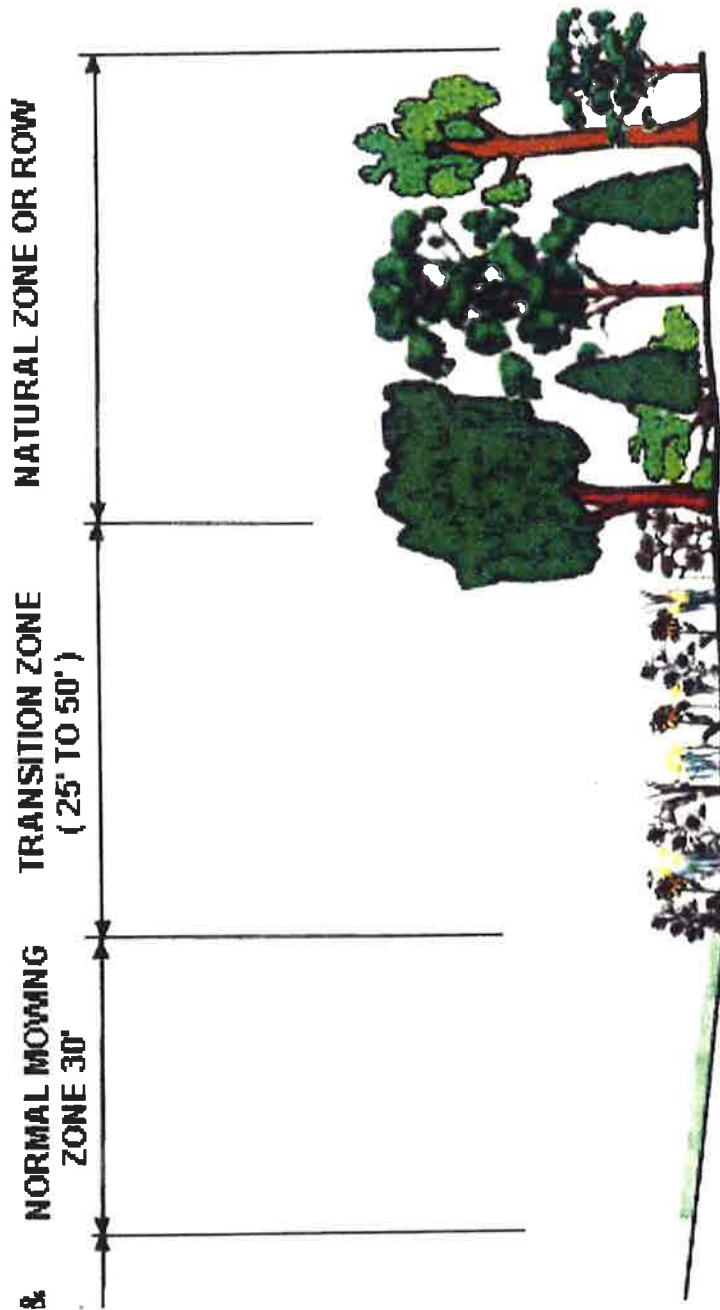 &
NORMAL MOWING
ZONE 30'
TRANSITION ZONE
( 25' TO 50' )
NATURAL ZONE OR ROW